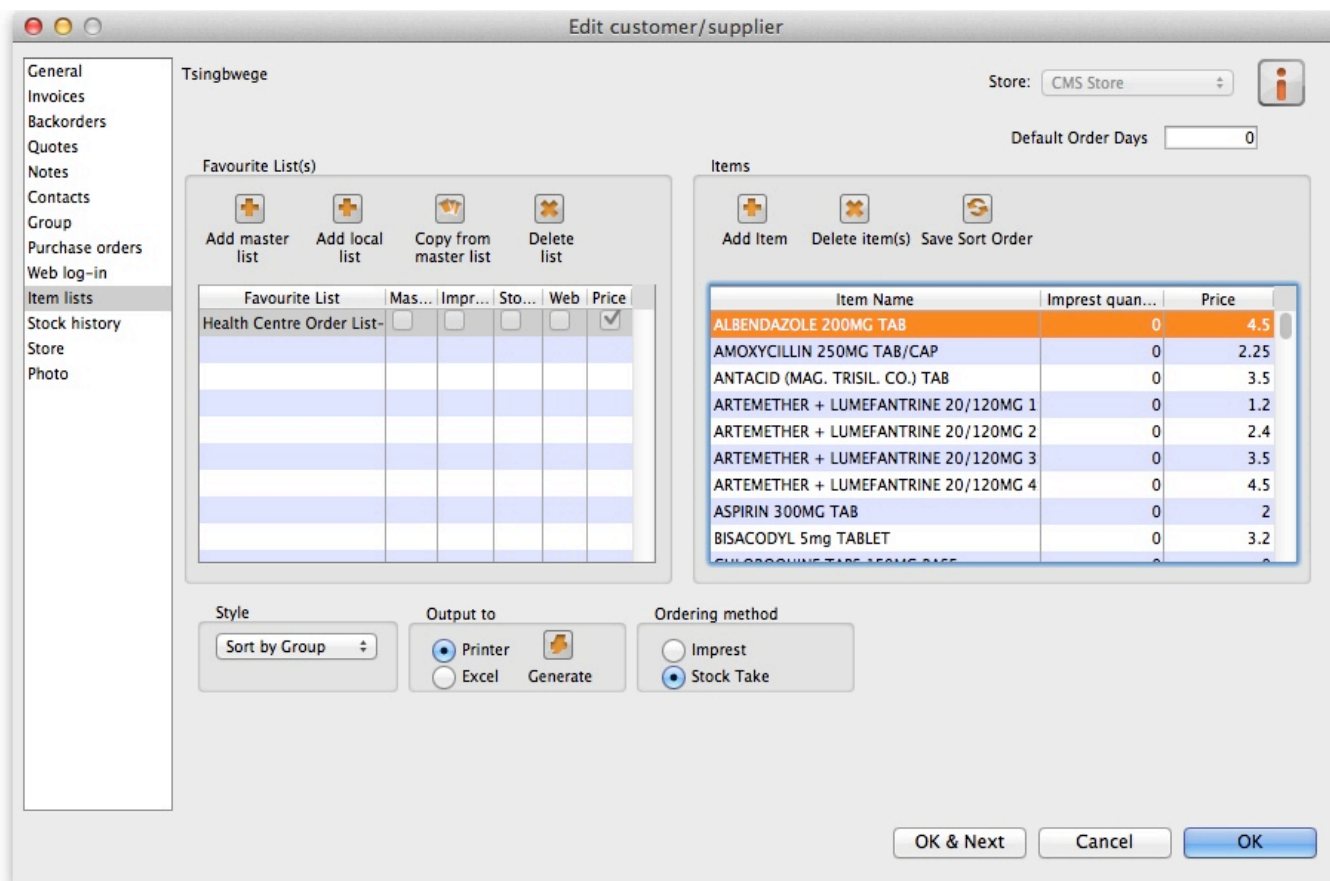 Edit customer/supplier
General
Invoices
Backorders
Quotes
Notes
Contacts
Group
Purchase orders
Web log-in
Item lists
Stock history
Store
Photo
Tsingbwege
Store: CMS Store
Default Order Days 0
Favourite List(s)
Add master list
Add local list
Copy from master list
Delete list
Favourite List Mas... Impr... Sto... Web Price
Health Centre Order List-
Items
Add Item Delete item(s) Save Sort Order
Item Name Imprest quan... Price
ALBENDAZOLE 200MG TAB 0 4.5
AMOXYCILLIN 250MG TAB/CAP 0 2.25
ANTACID (MAG. TRISIL. CO.) TAB 0 3.5
ARTEMETHER + LUMEFANTRINE 20/120MG 1 0 1.2
ARTEMETHER + LUMEFANTRINE 20/120MG 2 0 2.4
ARTEMETHER + LUMEFANTRINE 20/120MG 3 0 3.5
ARTEMETHER + LUMEFANTRINE 20/120MG 4 0 4.5
ASPIRIN 300MG TAB 0 2
BISACODYL 5mg TABLET 0 3.2
Style
Sort by Group
Output to
Printer
Excel
Generate
Ordering method
Imprest
Stock Take
OK & Next Cancel OK